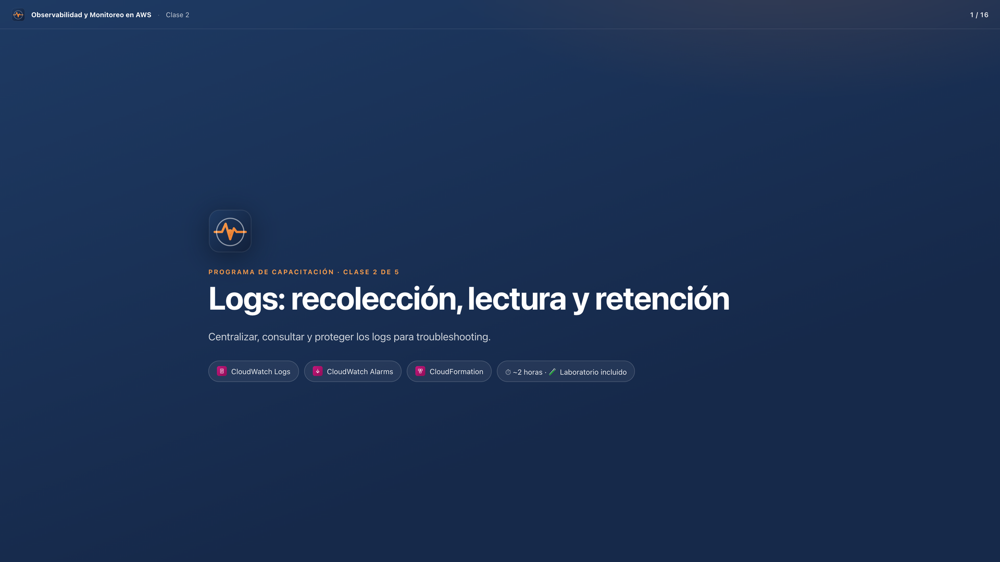 Observabilidad y Monitoreo en AWS · Clase 2
1 / 16
PROGRAMA DE CAPACITACIÓN · CLASE 2 DE 5
Logs: recolección, lectura y retención
Centralizar, consultar y proteger los logs para troubleshooting.
CloudWatch Logs
CloudWatch Alarms
CloudFormation
⏱ ~2 horas · 🧪 Laboratorio incluido